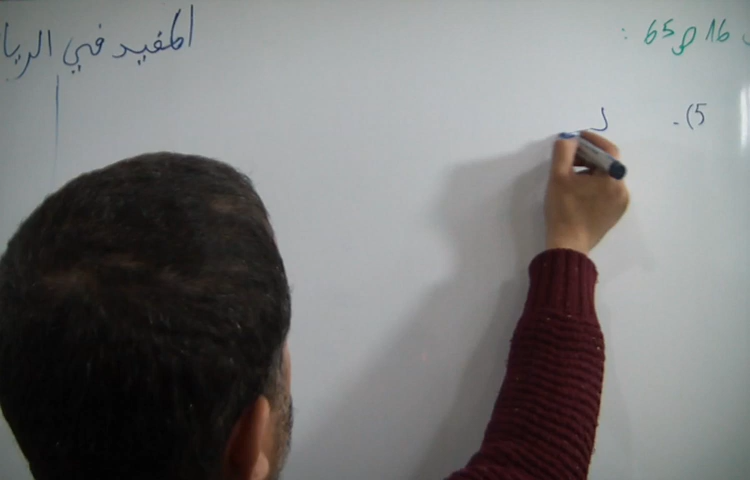 16 ص 65 :
المفيد في الريا
5). د